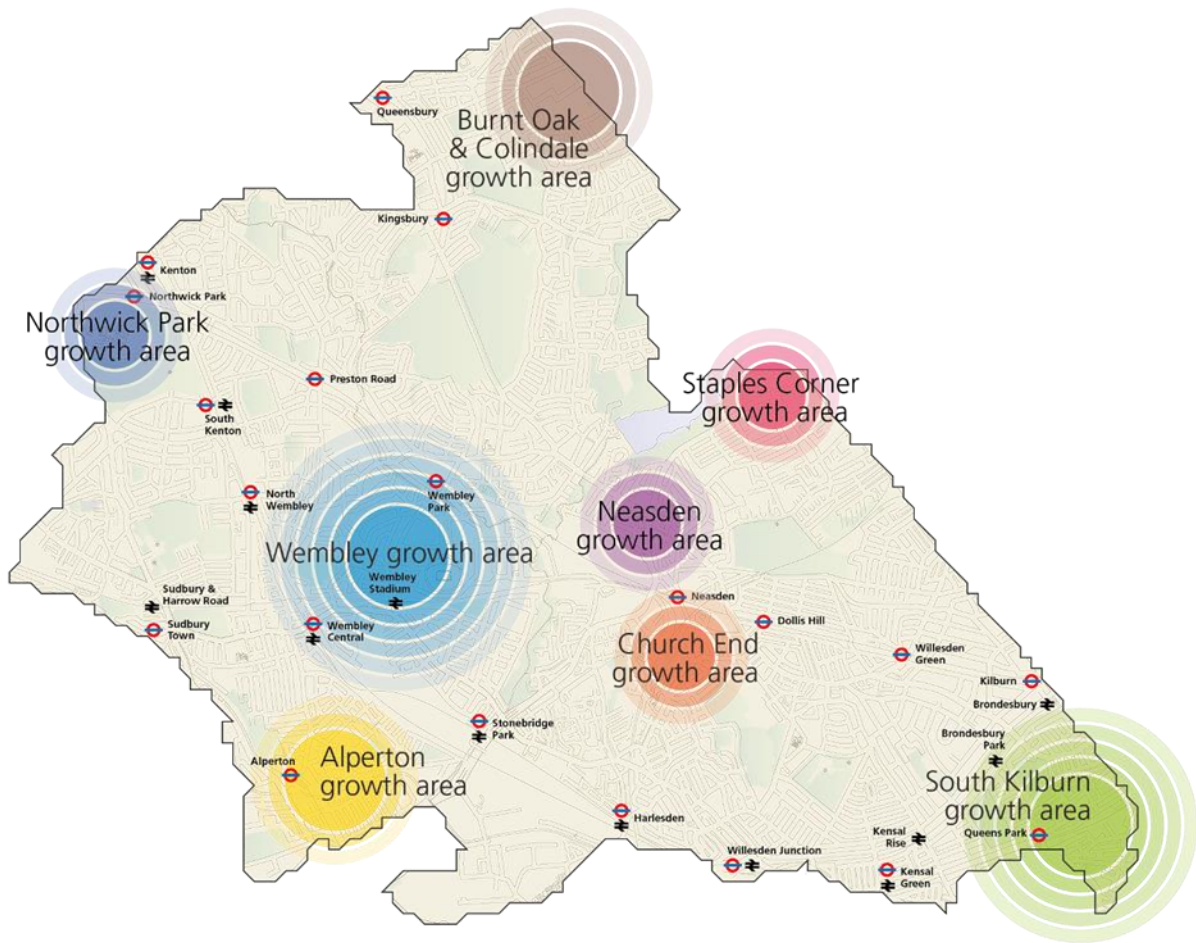 Queensbury
Burnt Oak
& Colindale
growth area
Kingsbury
Kenton
Northwick Park
Northwick Park
growth area
Preston Road
South
Kenton
Staples Corner
growth area
North
Wembley
Wembley
Park
Neasden
growth area
Wembley growth area
Wembley
Stadium
Sudbury &
Harrow Road
Sudbury
Town
Wembley
Central
Neasden
Dollis Hill
Church End
growth area
Willesden
Green
Kilburn
Brondesbury
Stonebridge
Park
Brondesbury
Park
Alperton
Alperton
growth area
South Kilburn
growth area
Harlesden
Queens Park
Kensal
Rise
Willesden Junction
Kensal
Green